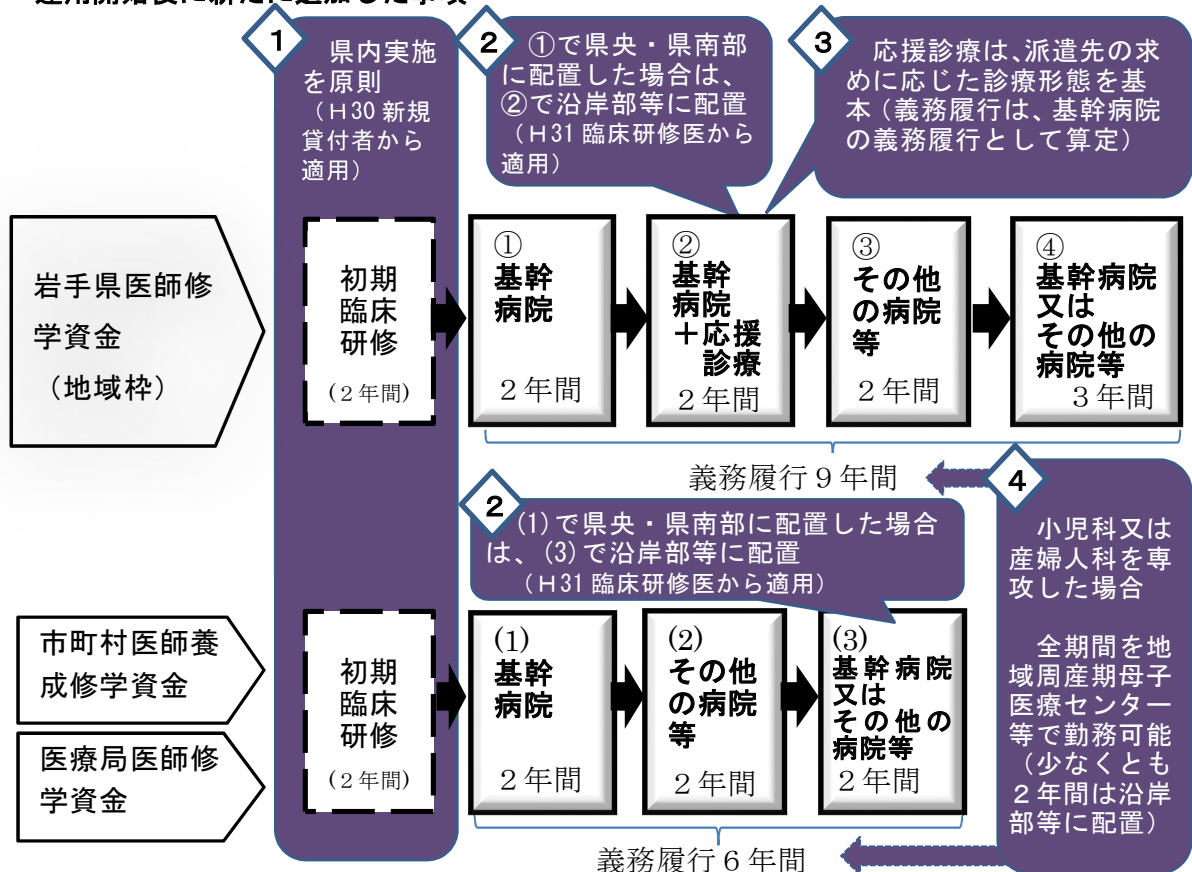 1
県内実施
を原則
（Ｈ30 新規
貸付者から
適用）
2
①で県央・県南部
に配置した場合は、
②で沿岸部等に配置
（Ｈ31 臨床研修医から
適用）
3
応援診療は、派遣先の求
めに応じた診療形態を基
本（義務履行は、基幹病院
の義務履行として算定）
岩手県医師修
学資金
（地域枠）
初期
臨床
研修
(２年間)
①
基幹
病院
２年間
②
基幹
病院
＋応援
診療
２年間
③
その他
の病院
等
２年間
④
基幹病院
又は
その他の
病院等
３年間
義務履行９年間
2
(1)で県央・県南部に配置した場合
は、(3)で沿岸部等に配置
（Ｈ31 臨床研修医から適用）
4
小児科又は
産婦人科を専
攻した場合
全期間を地
域周産期母子
医療センター
等で勤務可能
（少なくとも
２年間は沿岸
部等に配置）
市町村医師養
成修学資金
医療局医師修
学資金
初期
臨床
研修
(２年間)
(1)
基幹
病院
２年間
(2)
その他
の病院
等
２年間
(3)
基幹病院
又は
その他の
病院等
２年間
義務履行６年間